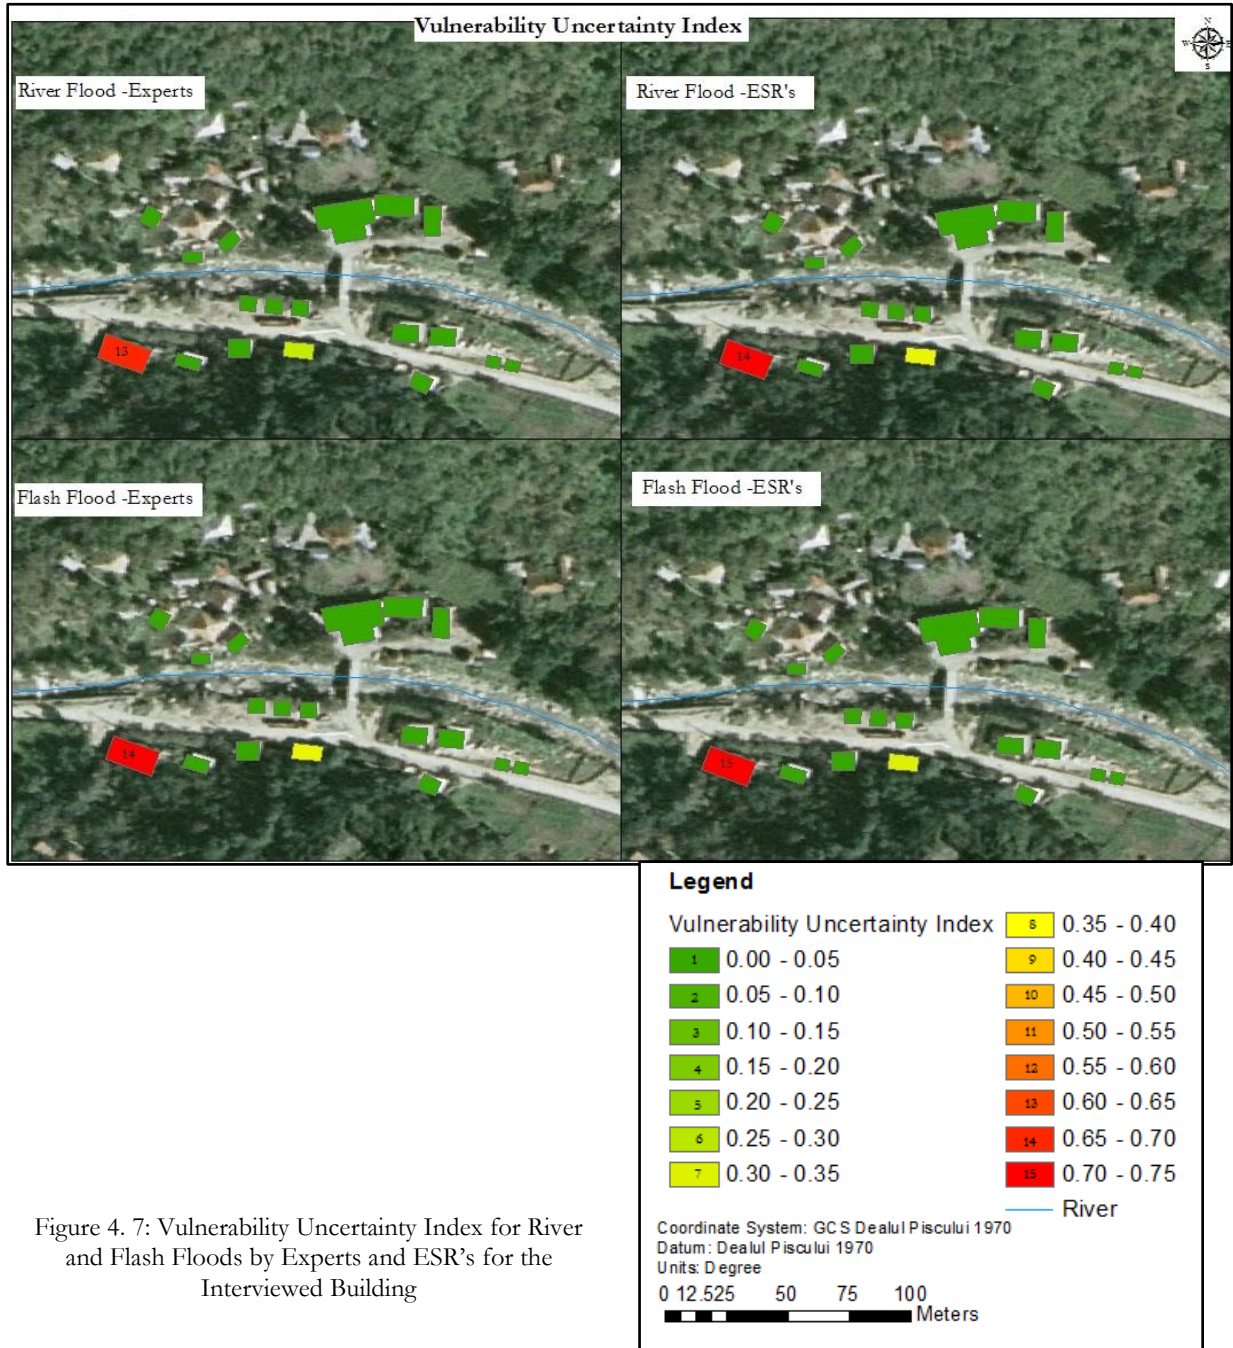 Vulnerability Uncertainty Index
N
W E
S
River Flood -Experts
River Flood -ESR's
13
14
Flash Flood -Experts
Flash Flood -ESR's
14
15
Legend
Vulnerability Uncertainty Index
1 0.00 - 0.05
2 0.05 - 0.10
3 0.10 - 0.15
4 0.15 - 0.20
5 0.20 - 0.25
6 0.25 - 0.30
7 0.30 - 0.35
8 0.35 - 0.40
9 0.40 - 0.45
10 0.45 - 0.50
11 0.50 - 0.55
12 0.55 - 0.60
13 0.60 - 0.65
14 0.65 - 0.70
15 0.70 - 0.75
River
Coordinate System: GCS Dealul Piscului 1970
Datum: Dealul Piscului 1970
Units: Degree
0 12.525 50 75 100
Meters
Figure 4. 7: Vulnerability Uncertainty Index for River
and Flash Floods by Experts and ESR’s for the
Interviewed Building